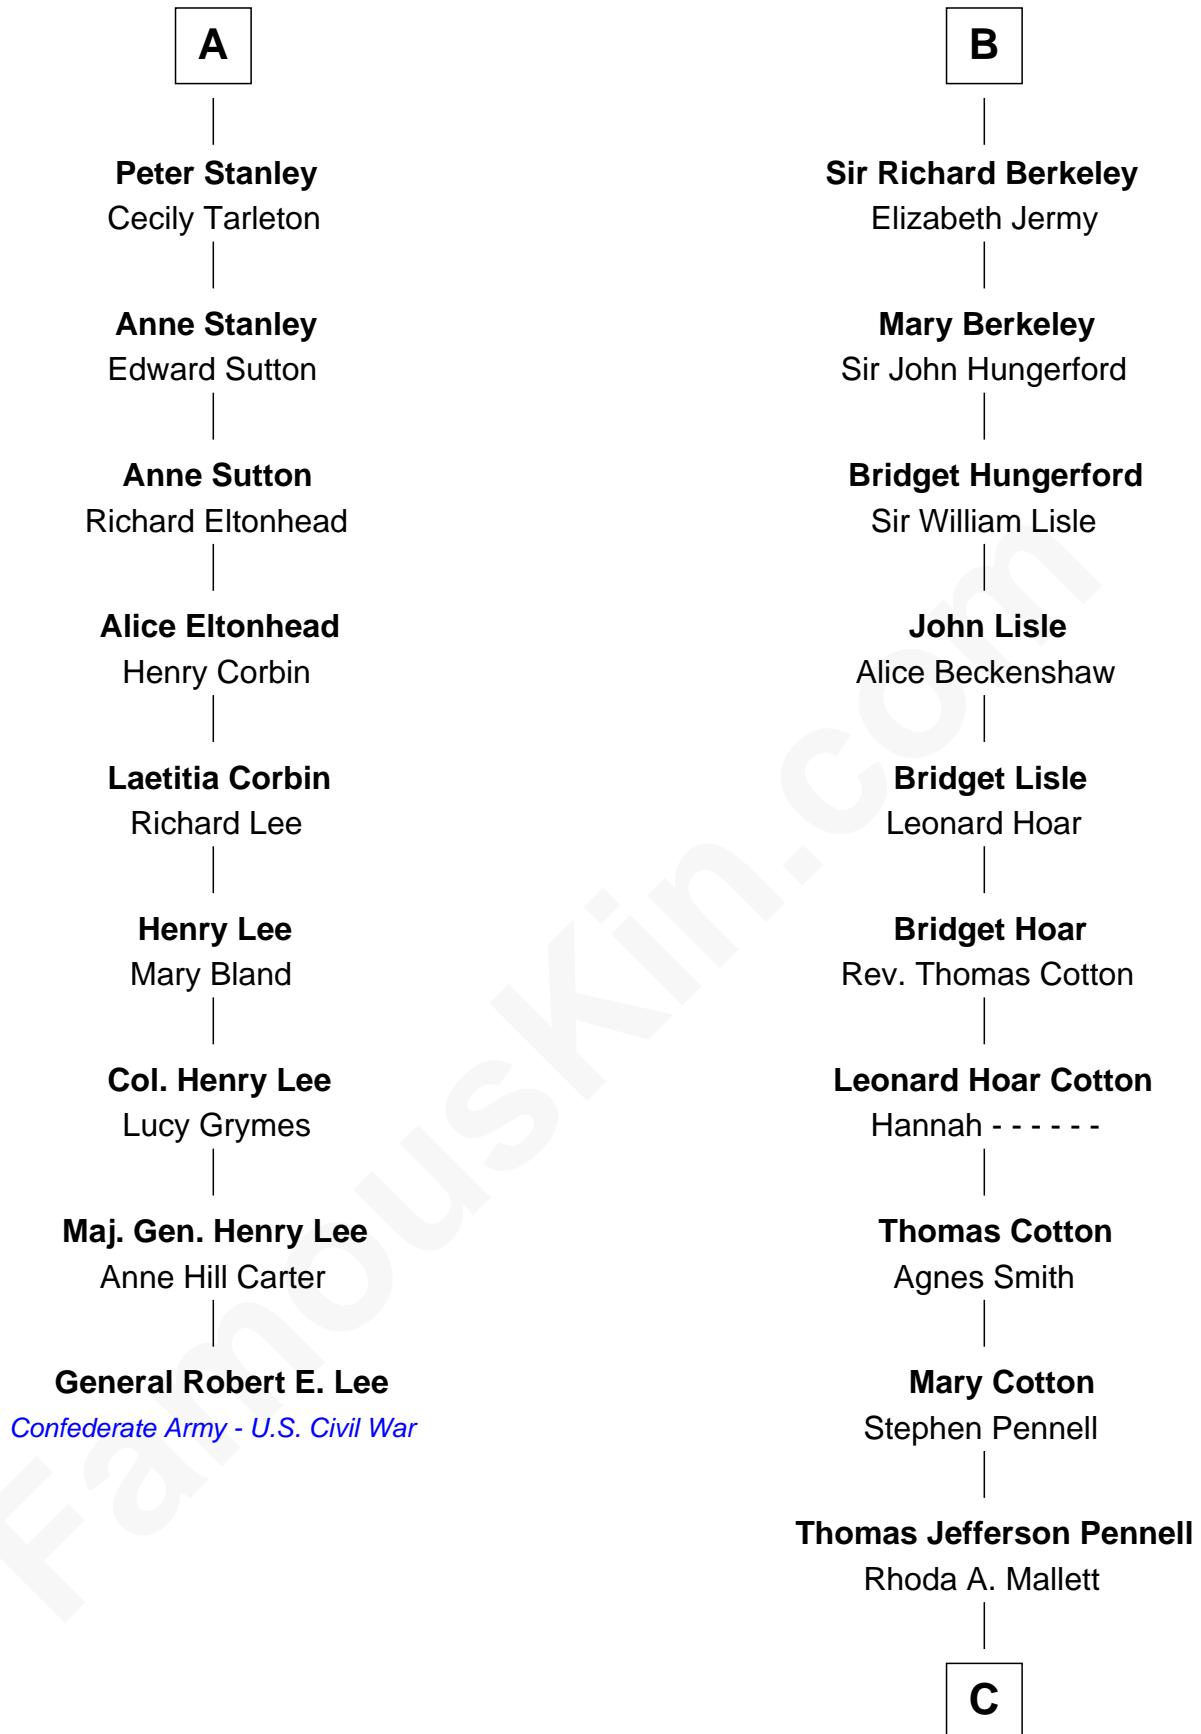 A
Peter Stanley
Cecily Tarleton
Anne Stanley
Edward Sutton
Anne Sutton
Richard Eltonhead
Alice Eltonhead
Henry Corbin
Laetitia Corbin
Richard Lee
Henry Lee
Mary Bland
Col. Henry Lee
Lucy Grymes
Maj. Gen. Henry Lee
Anne Hill Carter
General Robert E. Lee
Confederate Army - U.S. Civil War
B
Sir Richard Berkeley
Elizabeth Jermy
Mary Berkeley
Sir John Hungerford
Bridget Hungerford
Sir William Lisle
John Lisle
Alice Beckenshaw
Bridget Lisle
Leonard Hoar
Bridget Hoar
Rev. Thomas Cotton
Leonard Hoar Cotton
Hannah - - - - - -
Thomas Cotton
Agnes Smith
Mary Cotton
Stephen Pennell
Thomas Jefferson Pennell
Rhoda A. Mallett
C
FamousKin.com